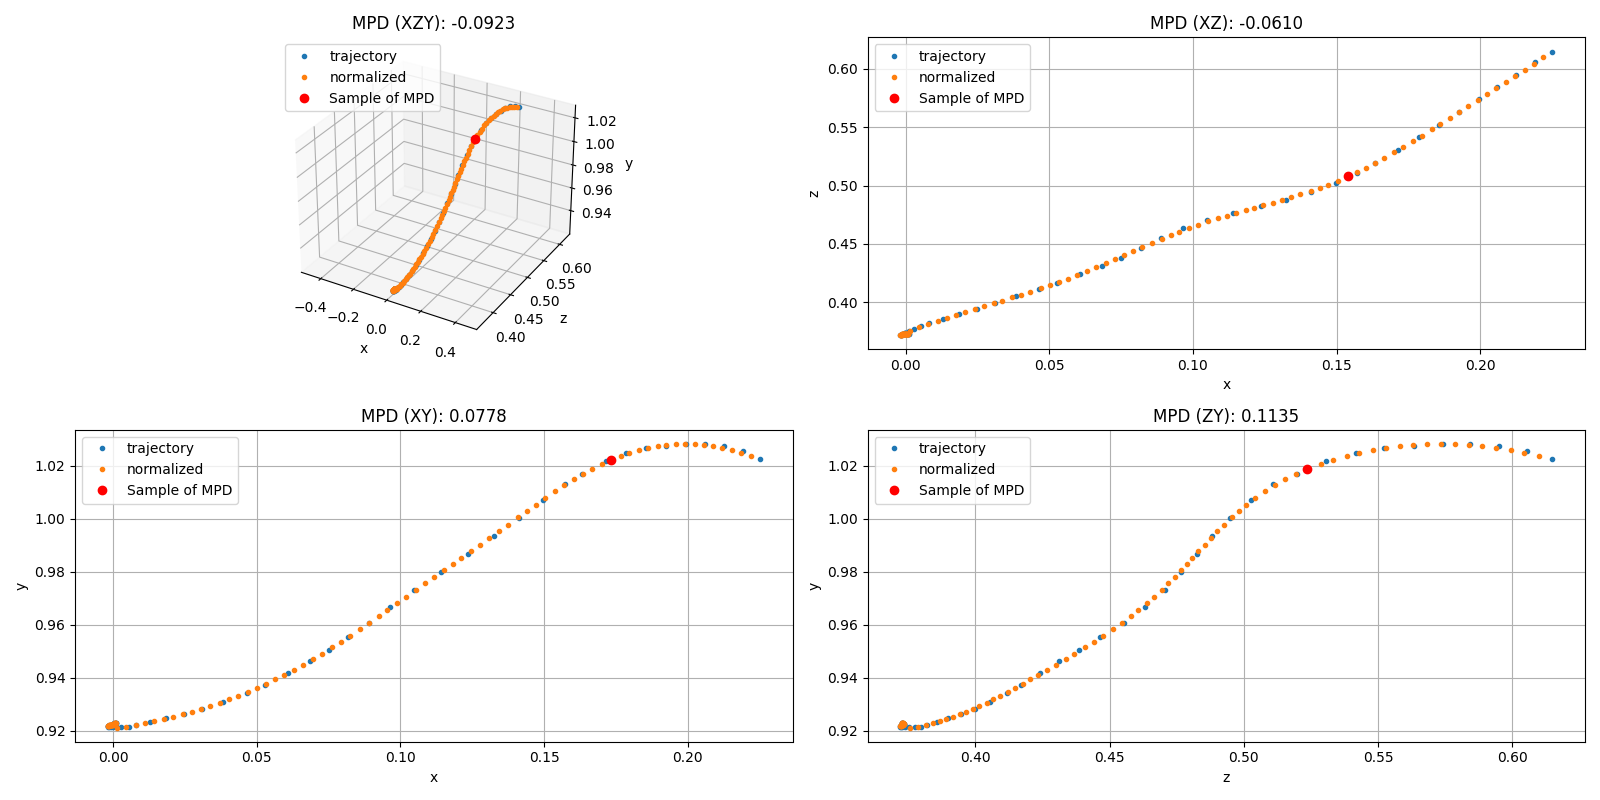 MPD (XZY): -0.0923
trajectory
normalized
Sample of MPD
1.02
1.00
0.98
0.96
0.94
y
−0.4
−0.2
0.0
0.2
0.4
x
0.40
0.45
0.50
0.55
0.60
z
MPD (XZ): -0.0610
trajectory
normalized
Sample of MPD
0.60
0.55
0.50
0.45
0.40
z
0.00 0.05 0.10 0.15 0.20
x
MPD (XY): 0.0778
trajectory
normalized
Sample of MPD
1.02
1.00
0.98
0.96
0.94
0.92
y
0.00 0.05 0.10 0.15 0.20
x
MPD (ZY): 0.1135
trajectory
normalized
Sample of MPD
1.02
1.00
0.98
0.96
0.94
0.92
y
0.40 0.45 0.50 0.55 0.60
z